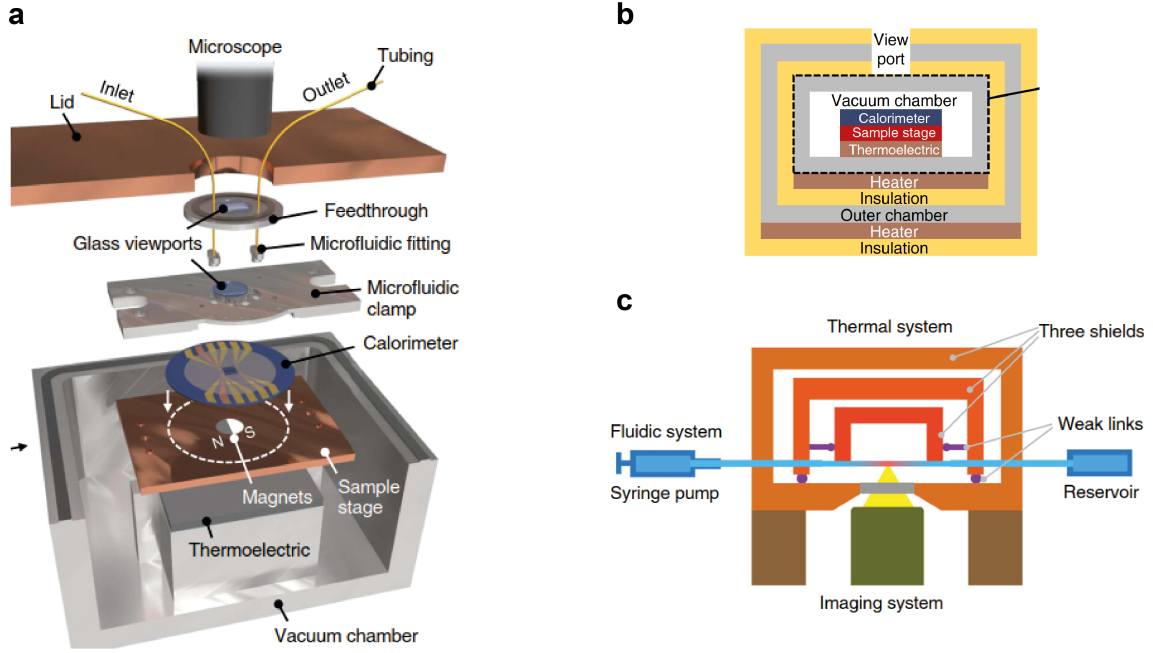 a
Microscope
Tubing
Inlet
Outlet
Lid
Feedthrough
Glass viewports
Microfluidic fitting
Microfluidic
clamp
Calorimeter
N S
Magnets
Sample
stage
Thermoelectric
Vacuum chamber
b
View
port
Vacuum chamber
Calorimeter
Sample stage
Thermoelectric
Heater
Insulation
Outer chamber
Heater
Insulation
c
Thermal system
Three shields
Weak links
Fluidic system
Syringe pump
Reservoir
Imaging system